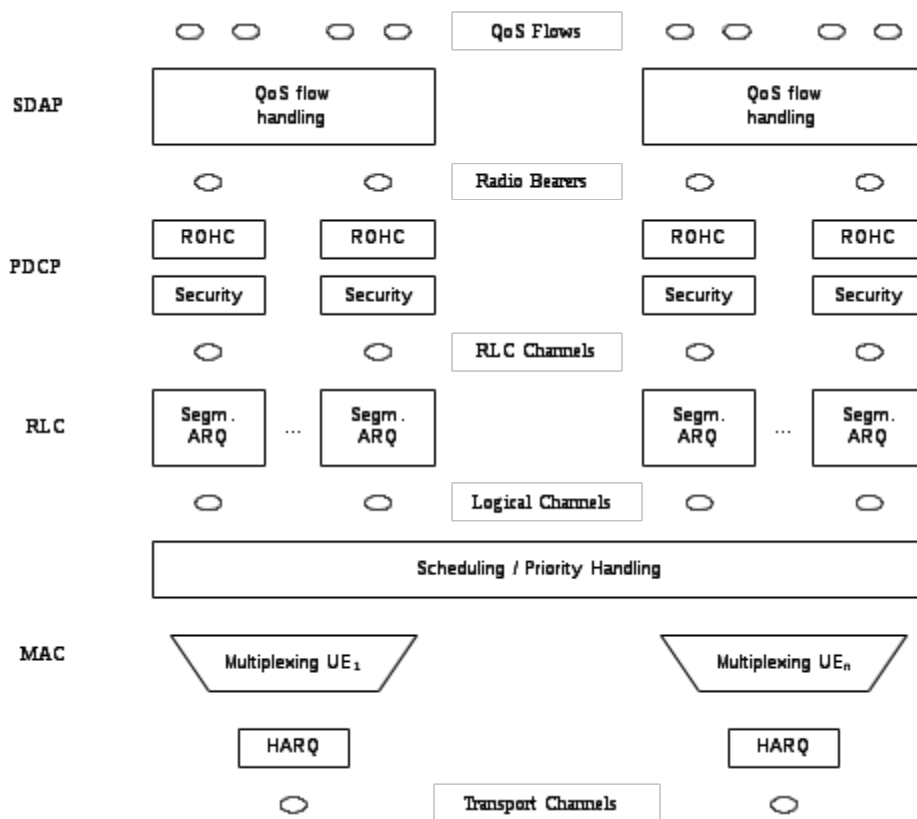 QoS Flows
SDAP
QoS flow
handling
QoS flow
handling
Radio Bearers
PDCP
ROHC
ROHC
ROHC
ROHC
Security
Security
Security
Security
RLC Channels
RLC
Segm.
ARQ
...
Segm.
ARQ
Segm.
ARQ
...
Segm.
ARQ
Logical Channels
Scheduling / Priority Handling
MAC
Multiplexing UE₁
Multiplexing UEₙ
HARQ
HARQ
Transport Channels